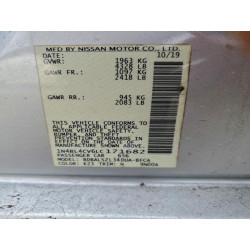 MFD BY NISSAN MOTOR CO., LTD.
DATE: 10/19
GVWR: 1963 KG
4328 LB
GAWR FR: 1097 KG
2418 LB
GAWR RR: 945 KG
2083 LB
THIS VEHICLE CONFORMS TO
ALL APPLICABLE FEDERAL
MOTOR VEHICLE SAFETY,
BUMPER, AND THEFT
PREVENTION STANDARDS IN
EFFECT ON THE DATE OF
MANUFACTURE SHOWN ABOVE.
1N4BL4CV6LC171682
PASSENGER CAR
COLOR: K23 TRIM: G